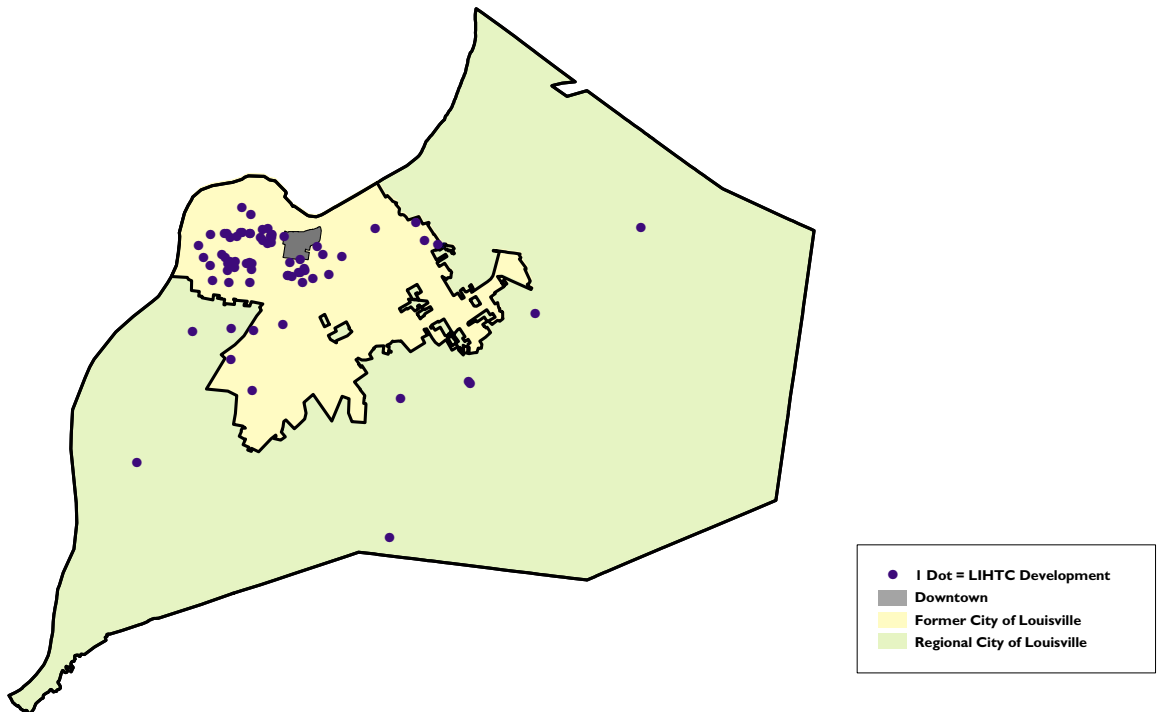 1 Dot = LIHTC Development
Downtown
Former City of Louisville
Regional City of Louisville